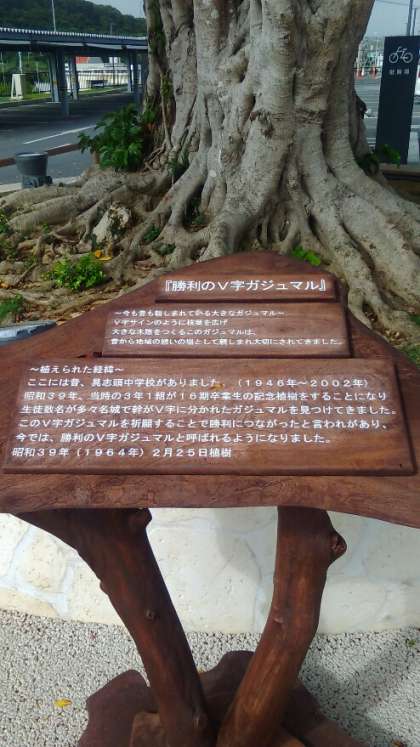 駐輪場
『勝利のV字ガジュマル』
～今も昔も親しまれている大きなガジュマル～
V字サインのように枝葉を広げ
大きな木陰をつくるこのガジュマルは、
昔から地域の憩いの場として親しまれ大切にされてきました。
～植えられた経緯～
ここには昔、具志頭中学校がありました。（1946年～2002年）
昭和39年、当時の3年1組が16期卒業生の記念植樹をすることになり
生徒数名が多々名城で幹がV字に分かれたガジュマルを見つけてきました。
このV字ガジュマルを祈願することで勝利につながったと言われがあり、
今では、勝利のV字ガジュマルと呼ばれるようになりました。
昭和39年（1964年）2月25日植樹